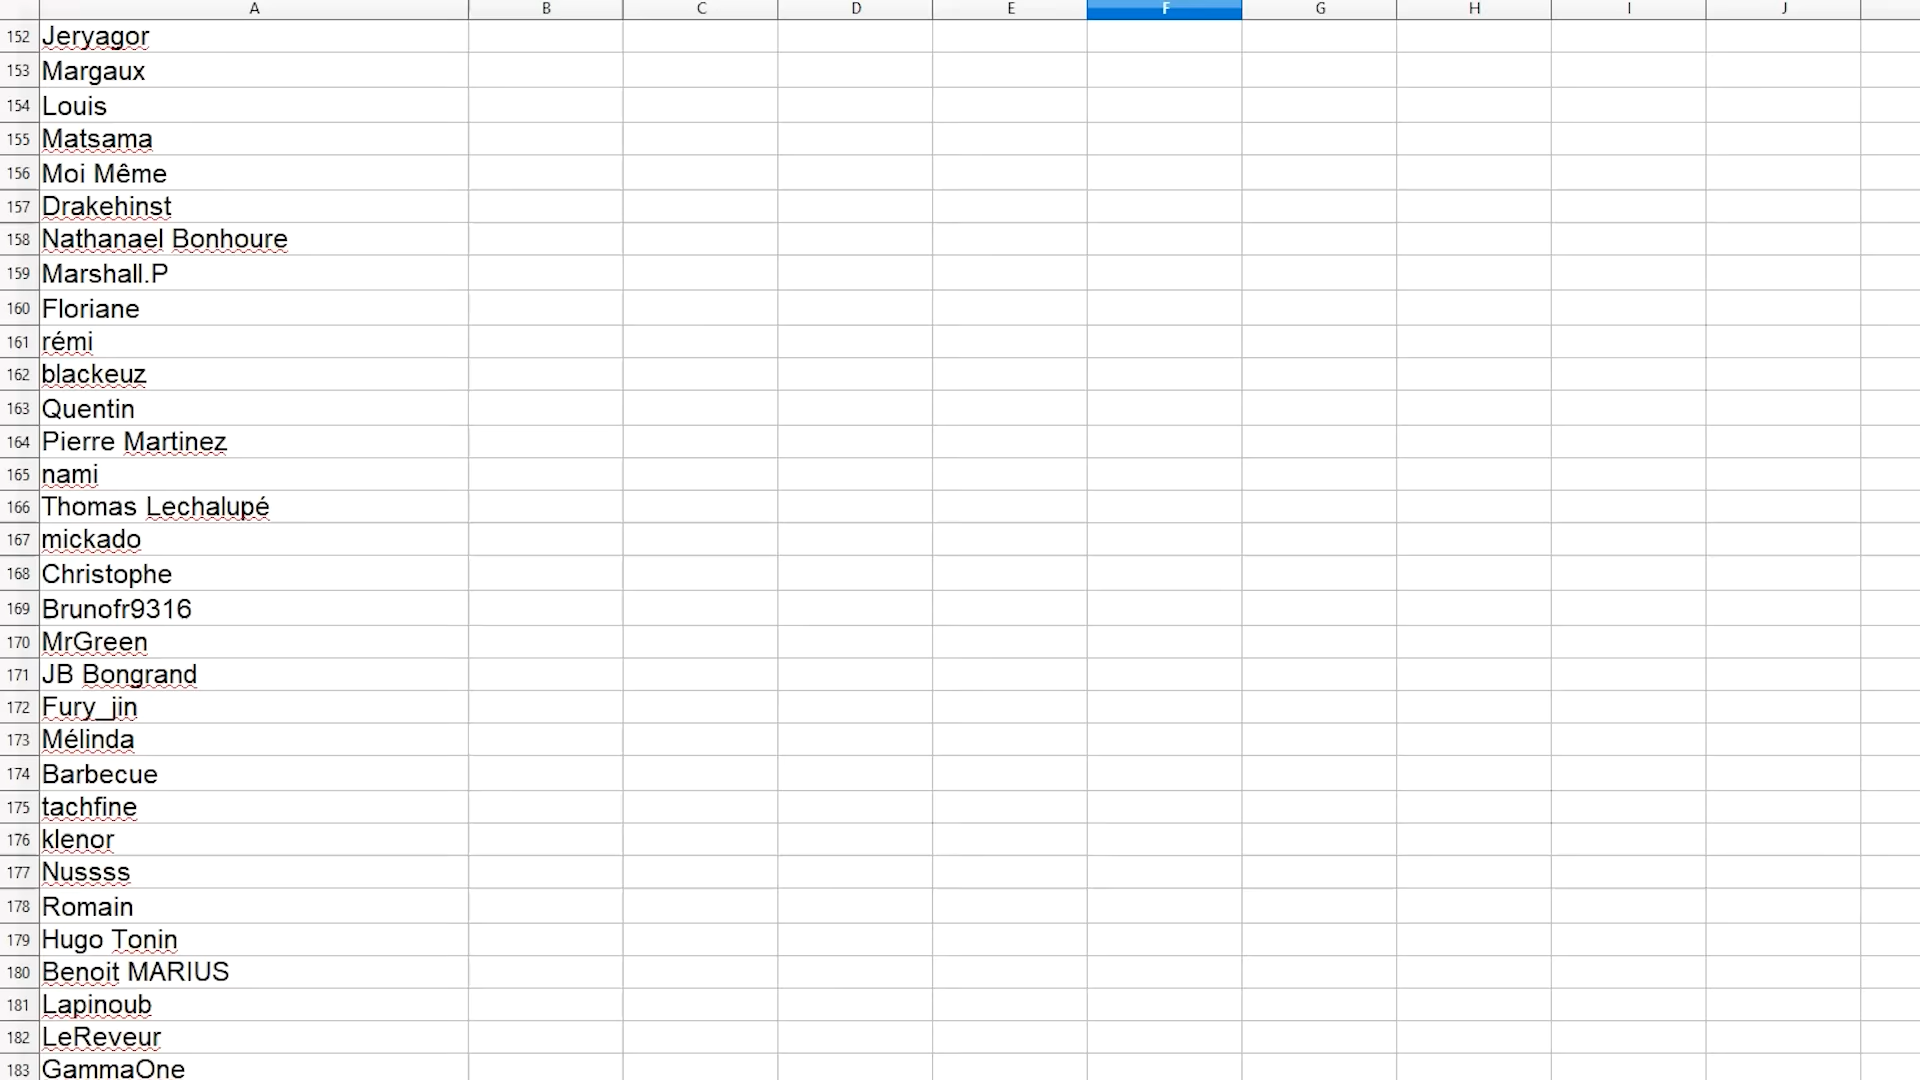 A B C D E F G H I J
152 Jeryagor
153 Margaux
154 Louis
155 Matsama
156 Moi Même
157 Drakehinst
158 Nathanael Bonhoure
159 Marshall.P
160 Floriane
161 rémi
162 blackeuz
163 Quentin
164 Pierre Martinez
165 nami
166 Thomas Lechalupé
167 mickado
168 Christophe
169 Brunofr9316
170 MrGreen
171 JB Bongrand
172 Fury_jin
173 Mélinda
174 Barbecue
175 tachfine
176 klenor
177 Nussss
178 Romain
179 Hugo Tonin
180 Benoit MARIUS
181 Lapinoub
182 LeReveur
183 GammaOne